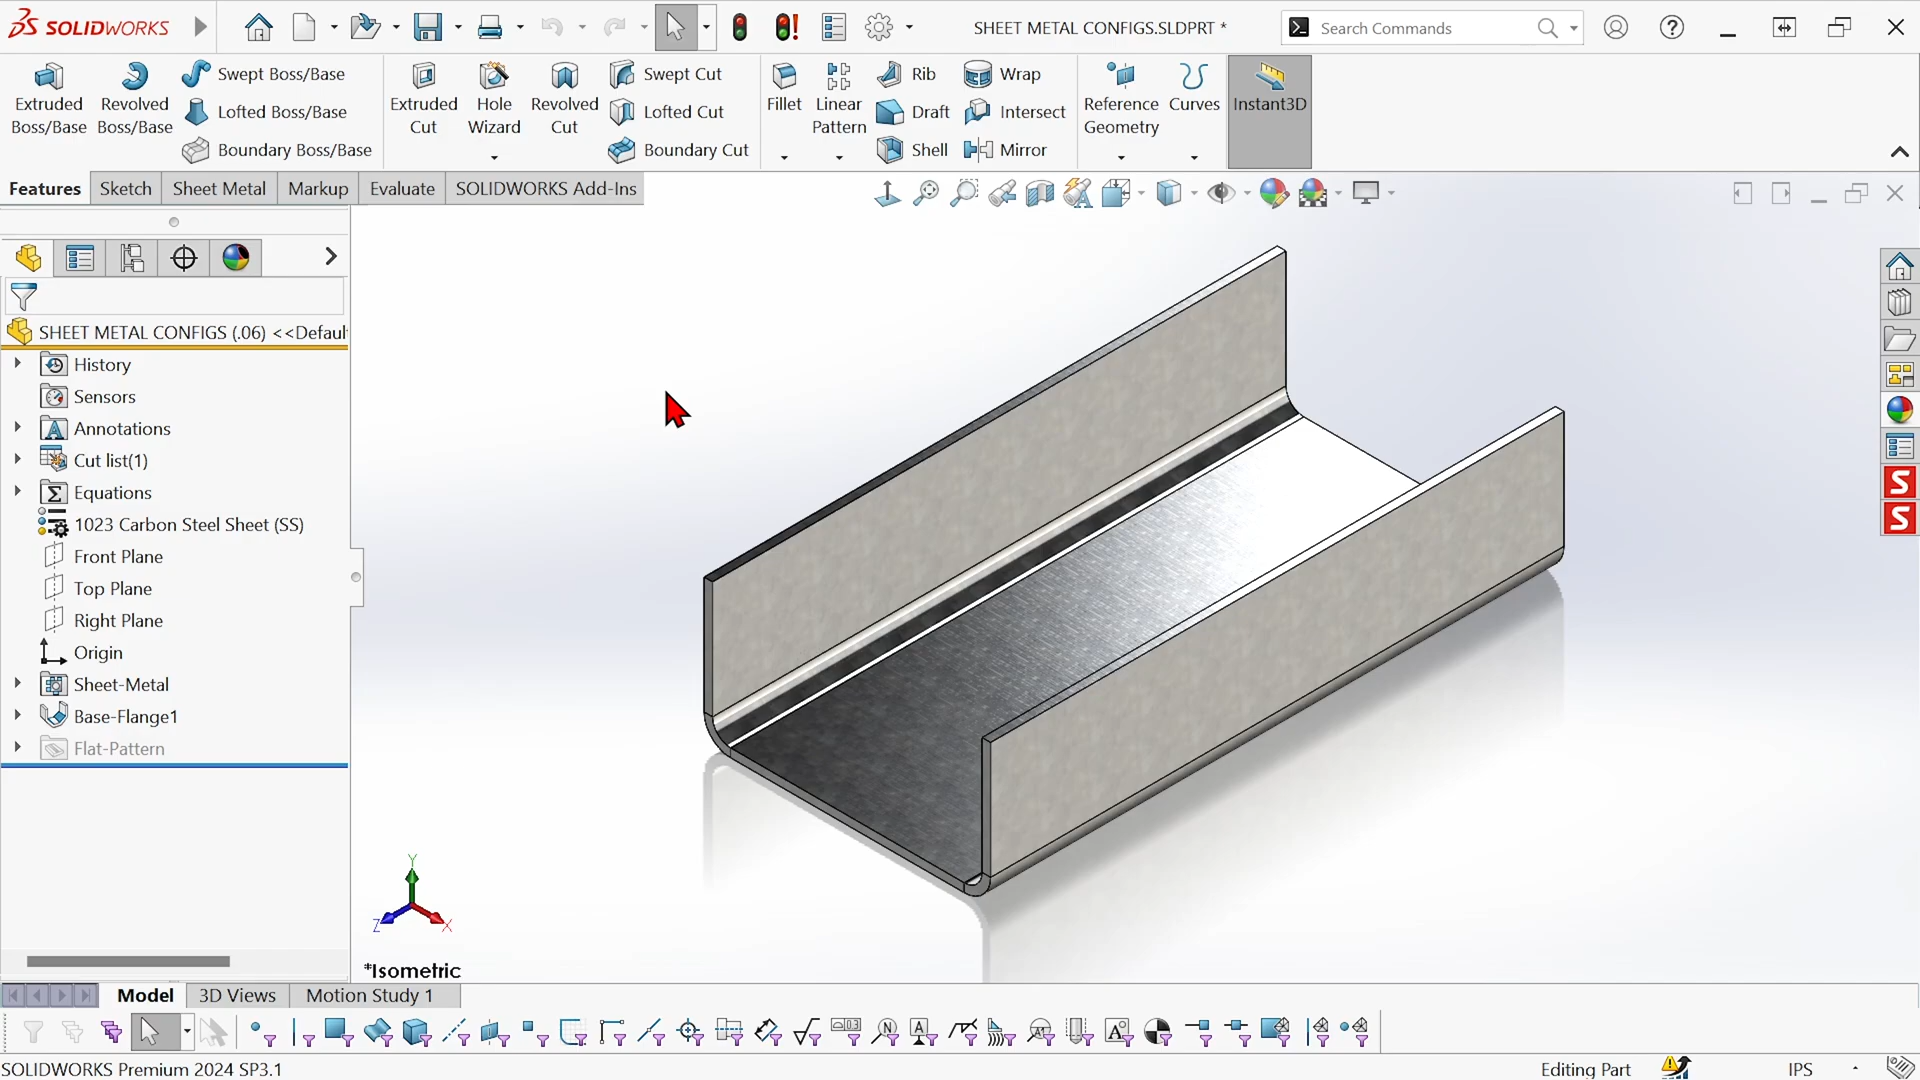 SOLIDWORKS
SHEET METAL CONFIGS.SLDPRT *
Search Commands
Extruded Boss/Base
Revolved Boss/Base
Swept Boss/Base
Lofted Boss/Base
Boundary Boss/Base
Extruded Cut
Hole Wizard
Revolved Cut
Swept Cut
Lofted Cut
Boundary Cut
Fillet
Linear Pattern
Rib
Draft
Shell
Wrap
Intersect
Mirror
Reference Geometry
Curves
Instant3D
Features
Sketch
Sheet Metal
Markup
Evaluate
SOLIDWORKS Add-Ins
SHEET METAL CONFIGS (.06) <<Defaul
History
Sensors
Annotations
Cut list(1)
Equations
1023 Carbon Steel Sheet (SS)
Front Plane
Top Plane
Right Plane
Origin
Sheet-Metal
Base-Flange1
Flat-Pattern
Y
Z
X
*Isometric
Model
3D Views
Motion Study 1
SOLIDWORKS Premium 2024 SP3.1
Editing Part
IPS